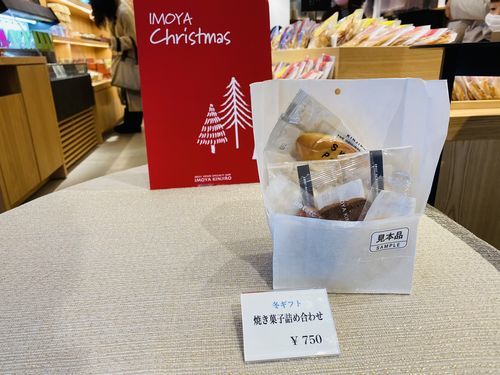 IMOYA
Christmas
IMOYA KINJIRO
見本品
SAMPLE
冬ギフト
焼き菓子詰め合わせ
¥ 750